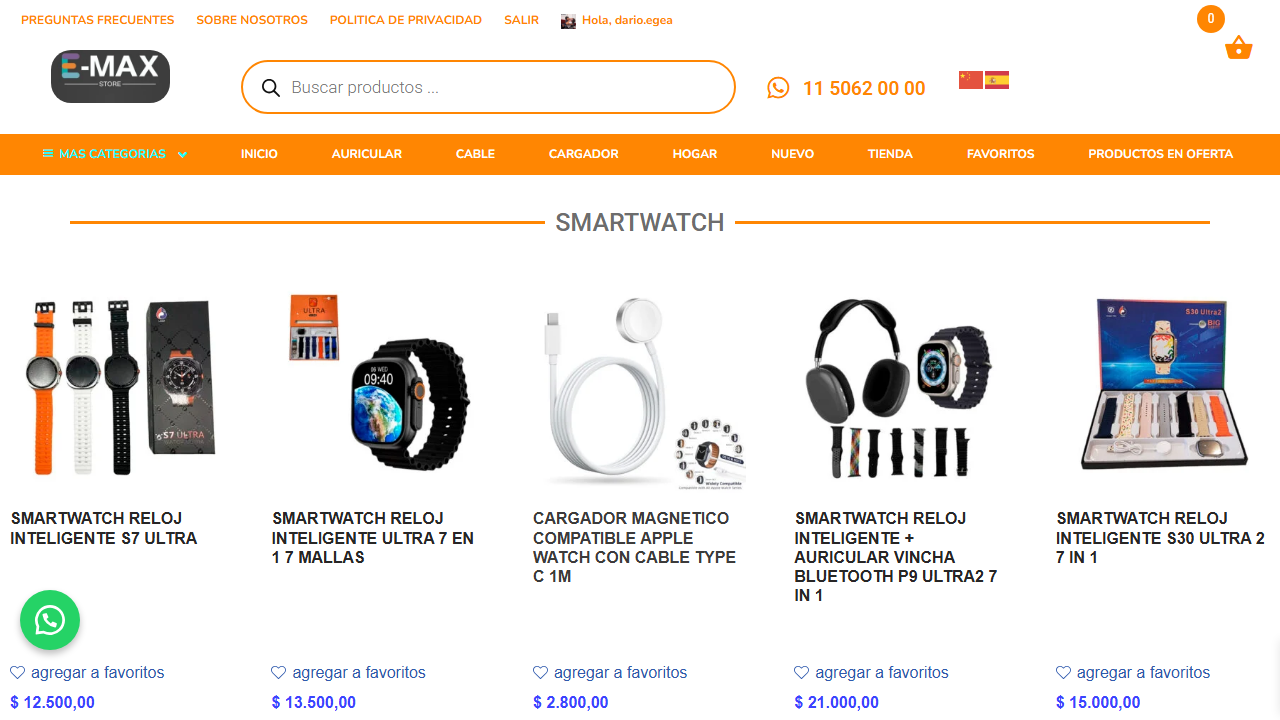 PREGUNTAS FRECUENTES SOBRE NOSOTROS POLITICA DE PRIVACIDAD SALIR Hola, dario.egea 0
E-MAX
STORE
Buscar productos ...
11 5062 00 00
MAS CATEGORIAS INICIO AURICULAR CABLE CARGADOR HOGAR NUEVO TIENDA FAVORITOS PRODUCTOS EN OFERTA
SMARTWATCH
S7 ULTRA
ULTRA
06 WED
09:40
S30 Ultra2
BIG
SMARTWATCH RELOJ
INTELIGENTE S7 ULTRA
SMARTWATCH RELOJ
INTELIGENTE ULTRA 7 EN
1 7 MALLAS
CARGADOR MAGNETICO
COMPATIBLE APPLE
WATCH CON CABLE TYPE
C 1M
SMARTWATCH RELOJ
INTELIGENTE +
AURICULAR VINCHA
BLUETOOTH P9 ULTRA2 7
IN 1
SMARTWATCH RELOJ
INTELIGENTE S30 ULTRA 2
7 IN 1
agregar a favoritos agregar a favoritos agregar a favoritos agregar a favoritos agregar a favoritos
$ 12.500,00 $ 13.500,00 $ 2.800,00 $ 21.000,00 $ 15.000,00